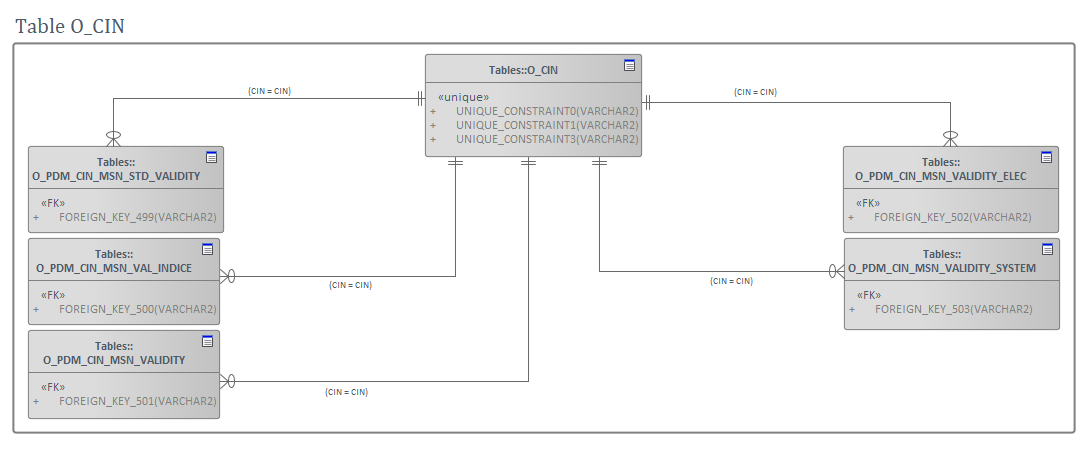 Table O_CIN
Tables::O_CIN
«unique»
+ UNIQUE_CONSTRAINT0(VARCHAR2)
+ UNIQUE_CONSTRAINT1(VARCHAR2)
+ UNIQUE_CONSTRAINT3(VARCHAR2)
(CIN = CIN)
(CIN = CIN)
Tables::
O_PDM_CIN_MSN_STD_VALIDITY
«FK»
+ FOREIGN_KEY_499(VARCHAR2)
Tables::
O_PDM_CIN_MSN_VALIDITY_ELEC
«FK»
+ FOREIGN_KEY_502(VARCHAR2)
Tables::
O_PDM_CIN_MSN_VAL_INDICE
«FK»
+ FOREIGN_KEY_500(VARCHAR2)
(CIN = CIN)
(CIN = CIN)
Tables::
O_PDM_CIN_MSN_VALIDITY_SYSTEM
«FK»
+ FOREIGN_KEY_503(VARCHAR2)
Tables::
O_PDM_CIN_MSN_VALIDITY
«FK»
+ FOREIGN_KEY_501(VARCHAR2)
(CIN = CIN)